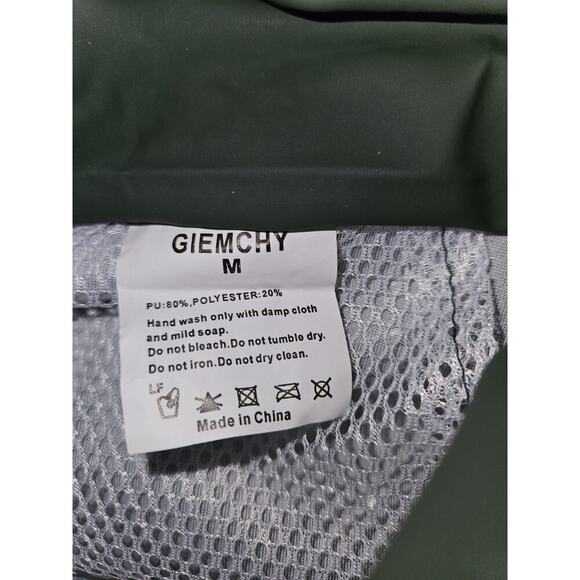 GIEMCHY
M
PU:80%,POLYESTER:20%
Hand wash only with damp cloth
and mild soap.
Do not bleach.Do not tumble dry.
Do not iron.Do not dry clean.
LF
Made in China